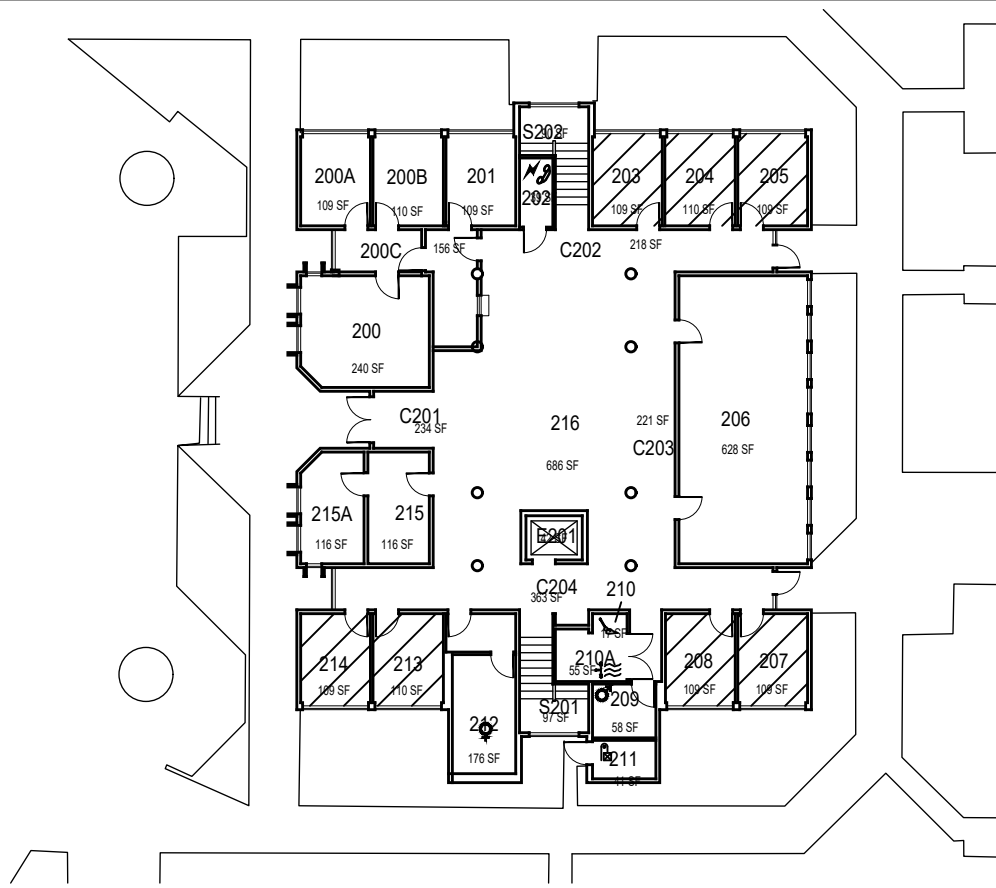 S202
200A
109 SF
200B
110 SF
201
109 SF
202
203
109 SF
204
110 SF
205
109 SF
200C
156 SF
C202
218 SF
200
240 SF
C201
234 SF
216
686 SF
221 SF
C203
206
628 SF
215A
116 SF
215
116 SF
E201
C204
363 SF
210
17 SF
214
109 SF
213
110 SF
210A
55 SF
208
109 SF
207
109 SF
212
176 SF
S201
97 SF
209
58 SF
211